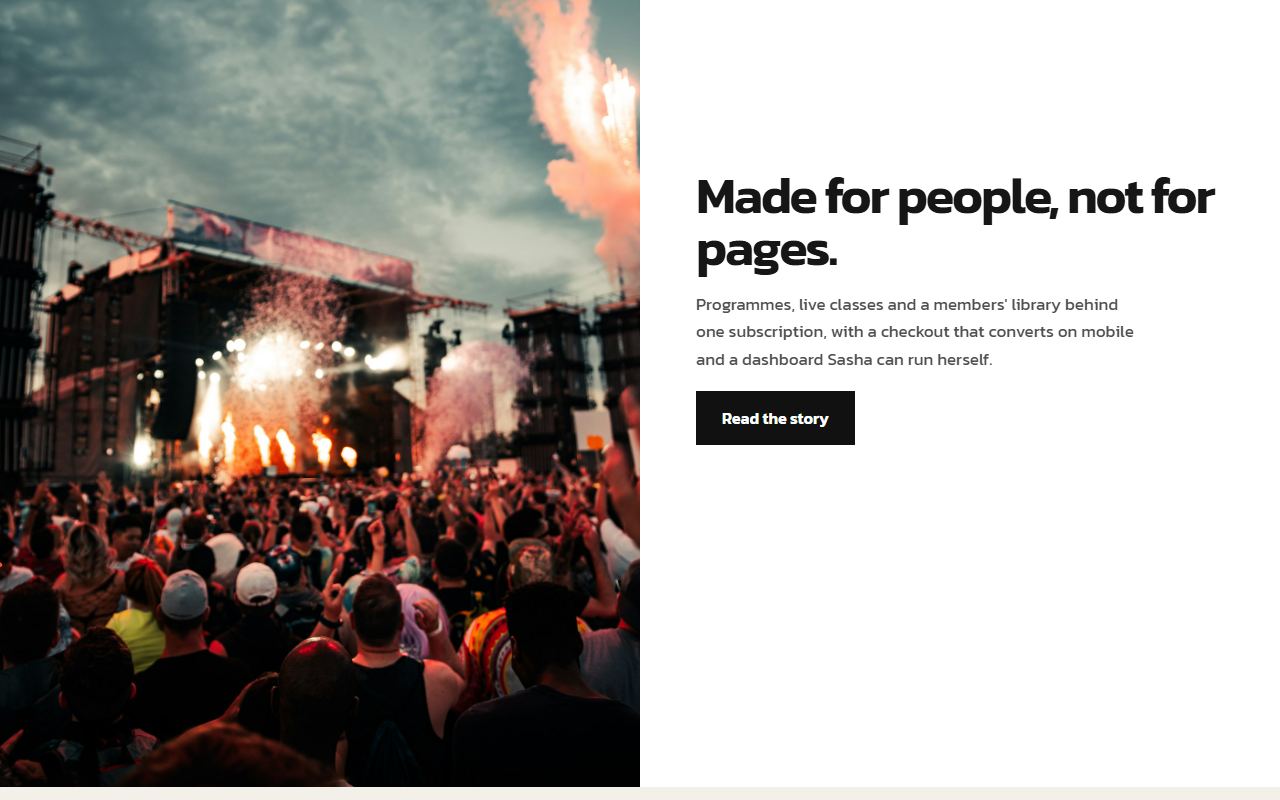 Made for people, not for
pages.
Programmes, live classes and a members' library behind
one subscription, with a checkout that converts on mobile
and a dashboard Sasha can run herself.
Read the story